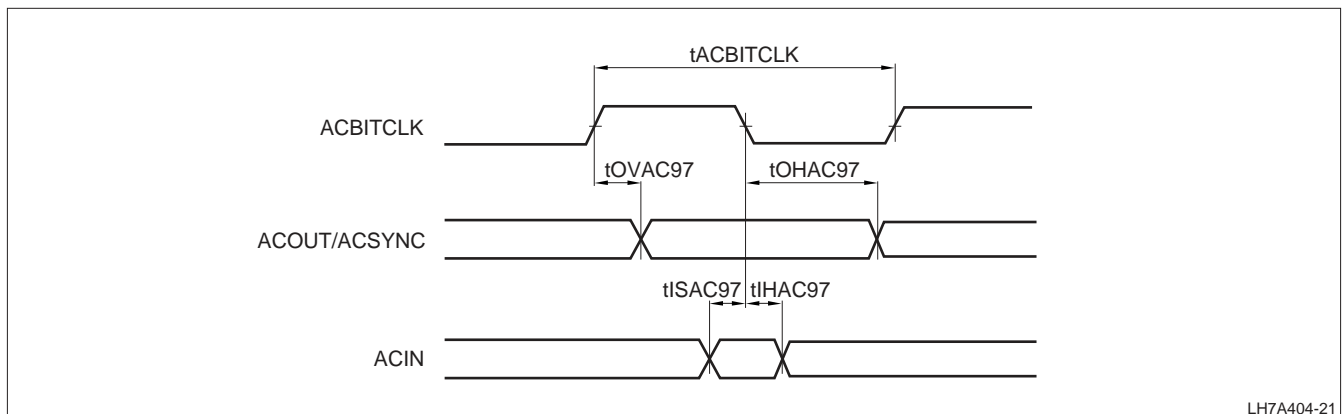 tACBITCLK
ACBITCLK
tOVAC97 tOHAC97
ACOUT/ACSYNC
tISAC97 tIHAC97
ACIN
LH7A404-21